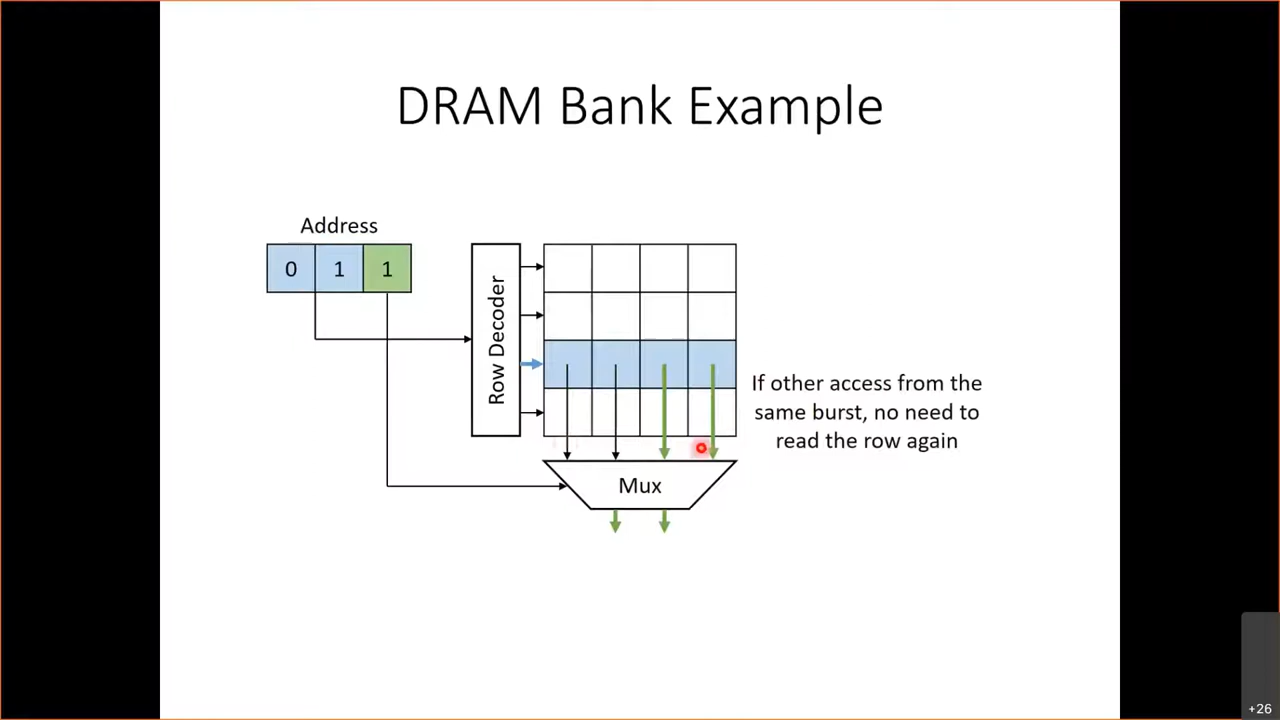 DRAM Bank Example
Address
0 1 1
Row Decoder
If other access from the
same burst, no need to
read the row again
Mux
+26